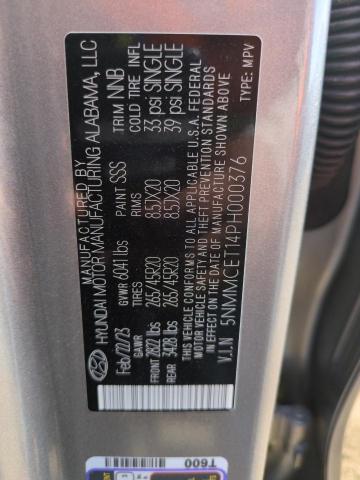 MANUFACTURED BY
HYUNDAI MOTOR MANUFACTURING ALABAMA, LLC
Feb/22/23 GVWR 6041 lbs PAINT SSS TRIM NNB
GAWR TIRES RIMS COLD TIRE INFL
FRONT 2822 lbs 265/45R20 8.5JX20 33 psi SINGLE
REAR 3428 lbs 265/45R20 8.5JX20 39 psi SINGLE
THIS VEHICLE CONFORMS TO ALL APPLICABLE U.S.A FEDERAL
MOTOR VEHICLE SAFETY AND THEFT PREVENTION STANDARDS
IN EFFECT ON THE DATE OF MANUFACTURE SHOWN ABOVE
V.I.N 5NMMCET14PH000376 TYPE: MPV
T600